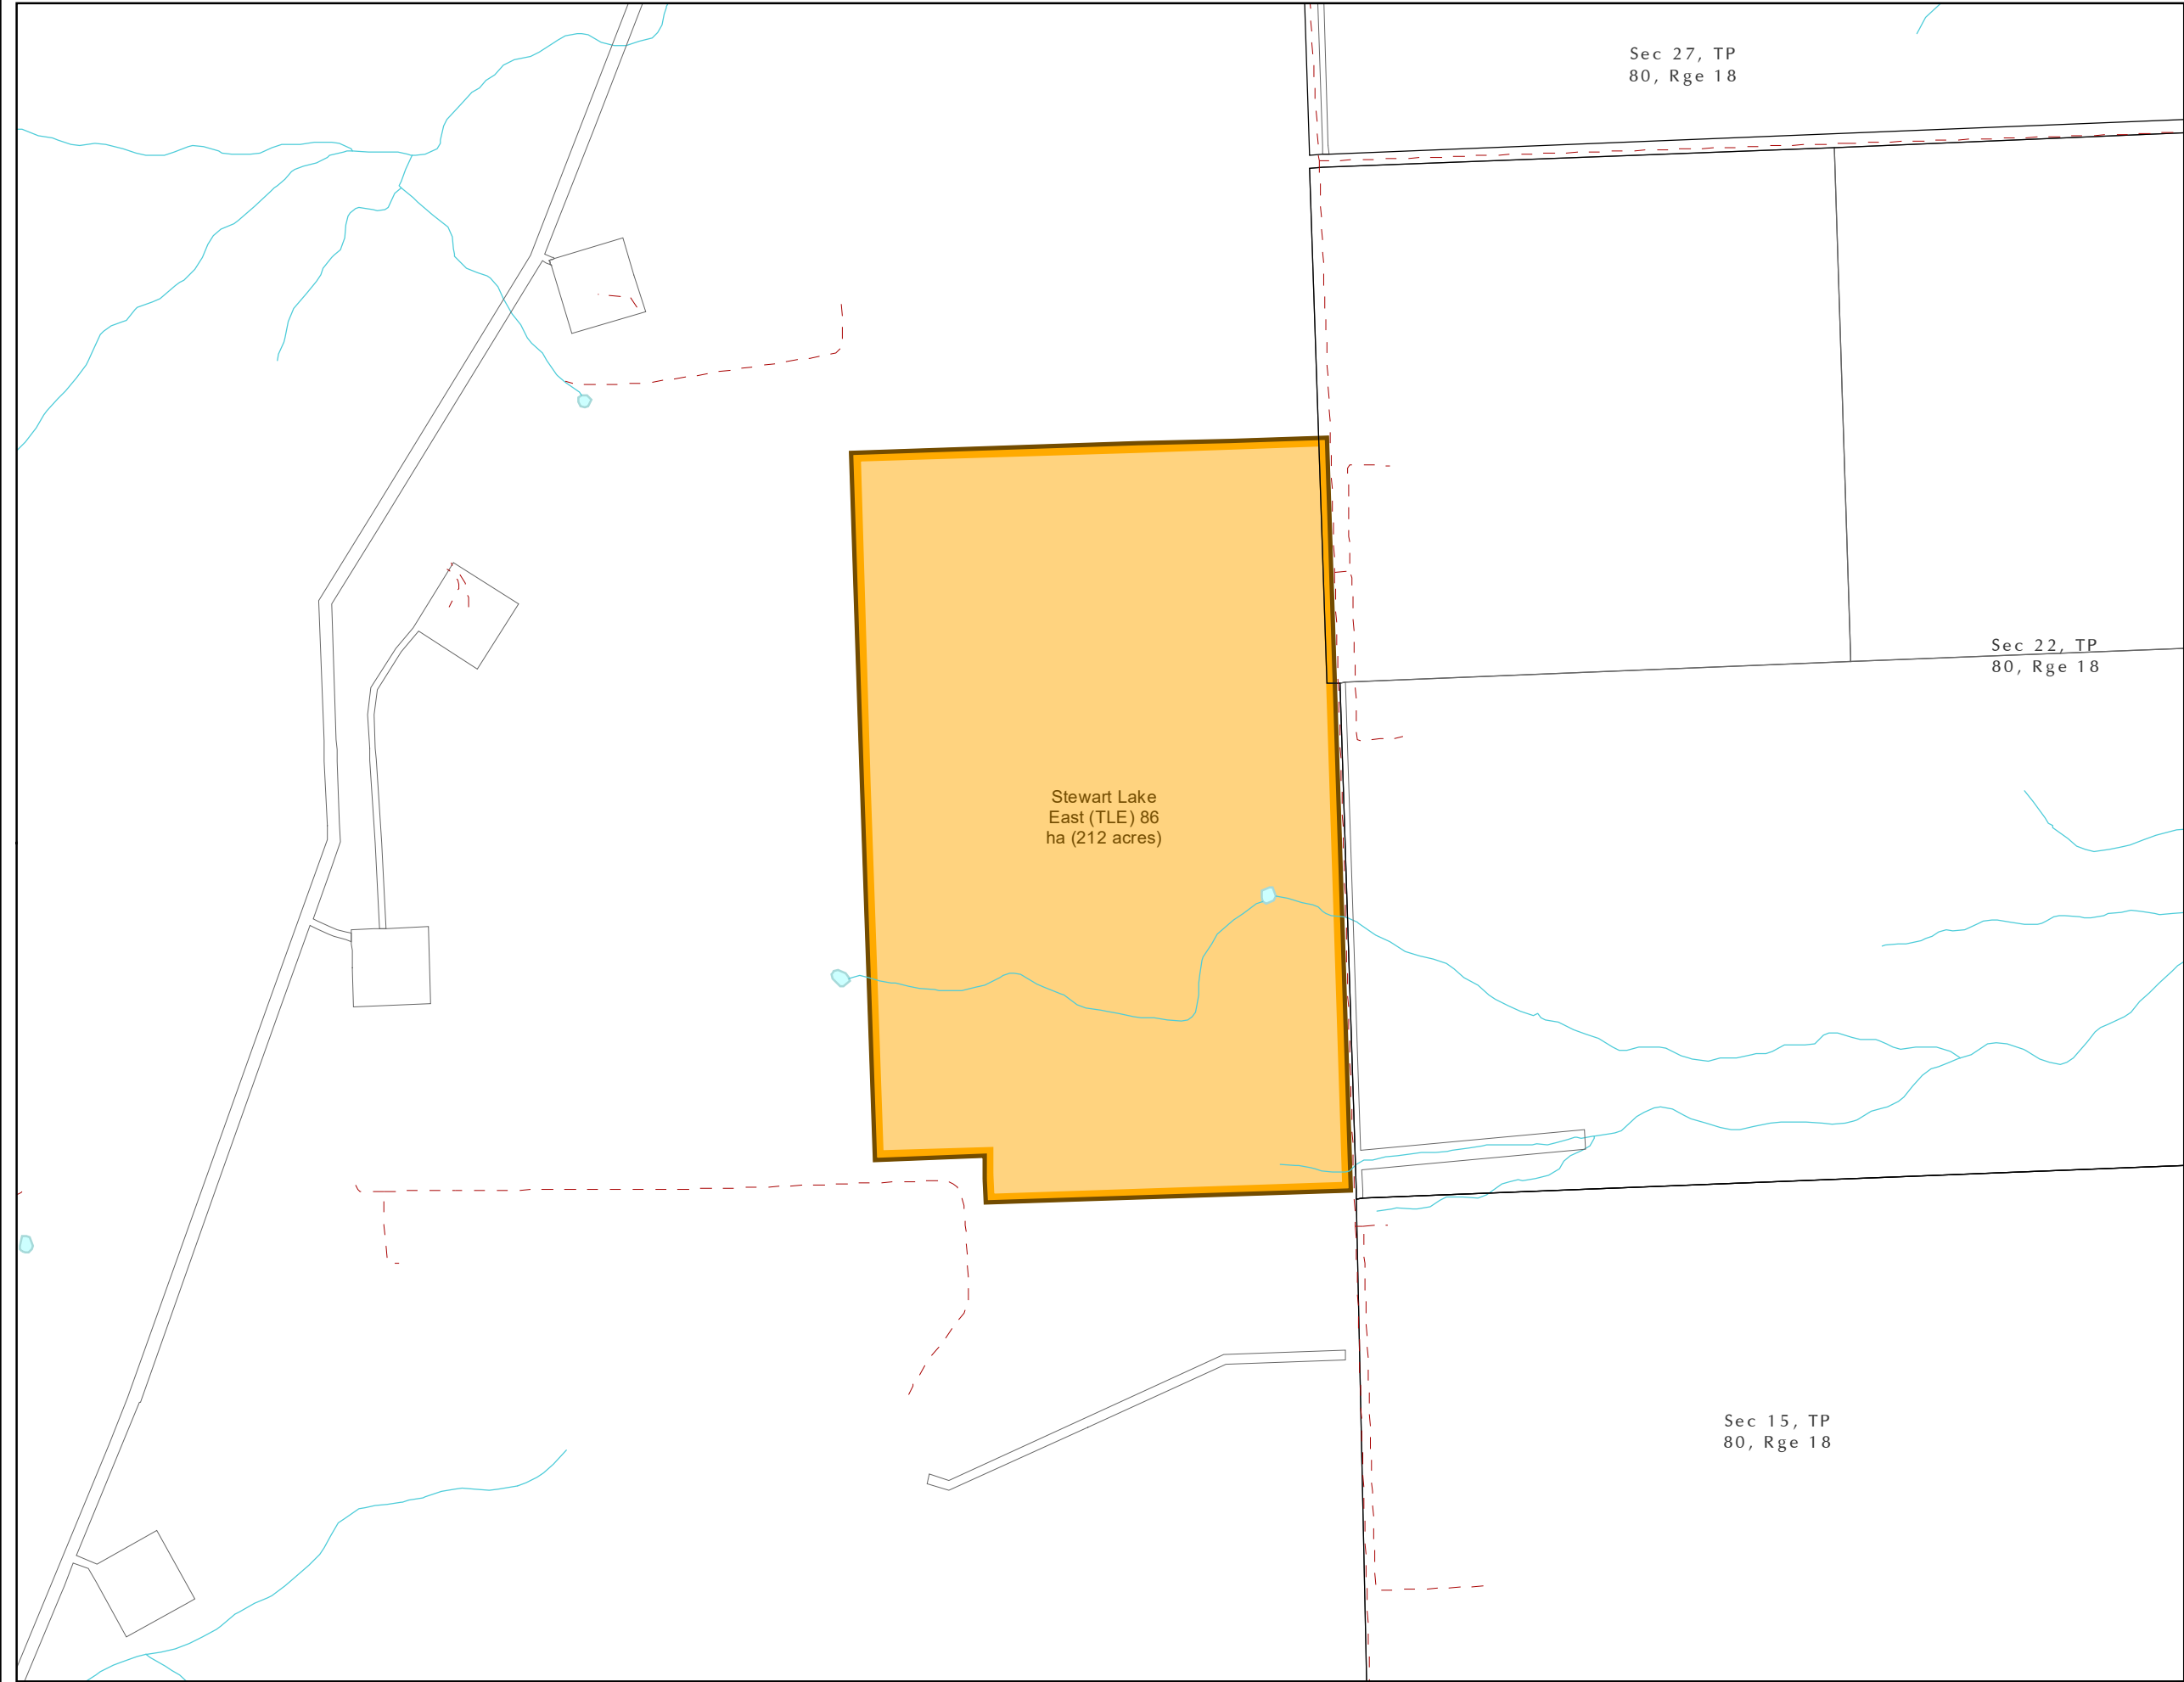 Sec 27, TP
80, Rge 18
Sec 22, TP
80, Rge 18
Stewart Lake
East (TLE) 86
ha (212 acres)
Sec 15, TP
80, Rge 18